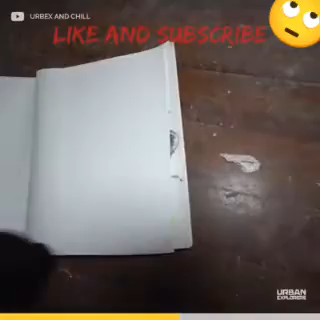 URBEX AND CHILL
LIKE AND SUBSCRIBE
URBAN
EXPLORERS